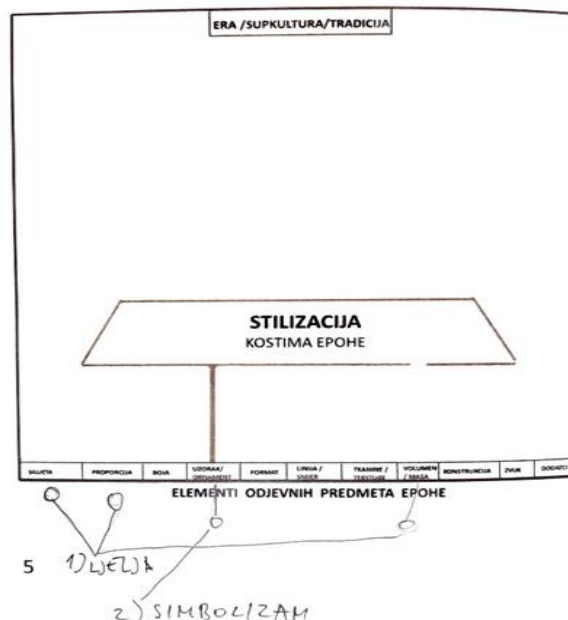 ERA /SUPKULTURA/TRADICIJA
STILIZACIJA
KOSTIMA EPOHE
SILUETA PROPORCIJA BOJA UZORAK/ ORNAMENT FORMAT LINIJA / SMJER TKANINE / TEKSTURE VOLUMEN / MASA KONSTRUKCIJA ZVUK DODATCI
ELEMENTI ODJEVNIH PREDMETA EPOHE
5 1)
2) SIMBOLIZAM